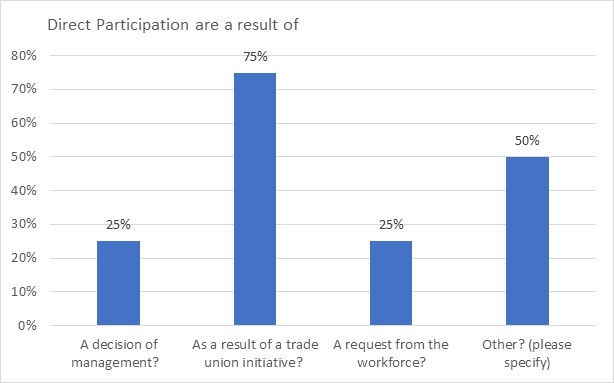 Direct Participation are a result of
80%
70%
60%
50%
40%
30%
20%
10%
0%
25%
75%
25%
50%
A decision of
management?
As a result of a trade
union initiative?
A request from the
workforce?
Other? (please
specify)